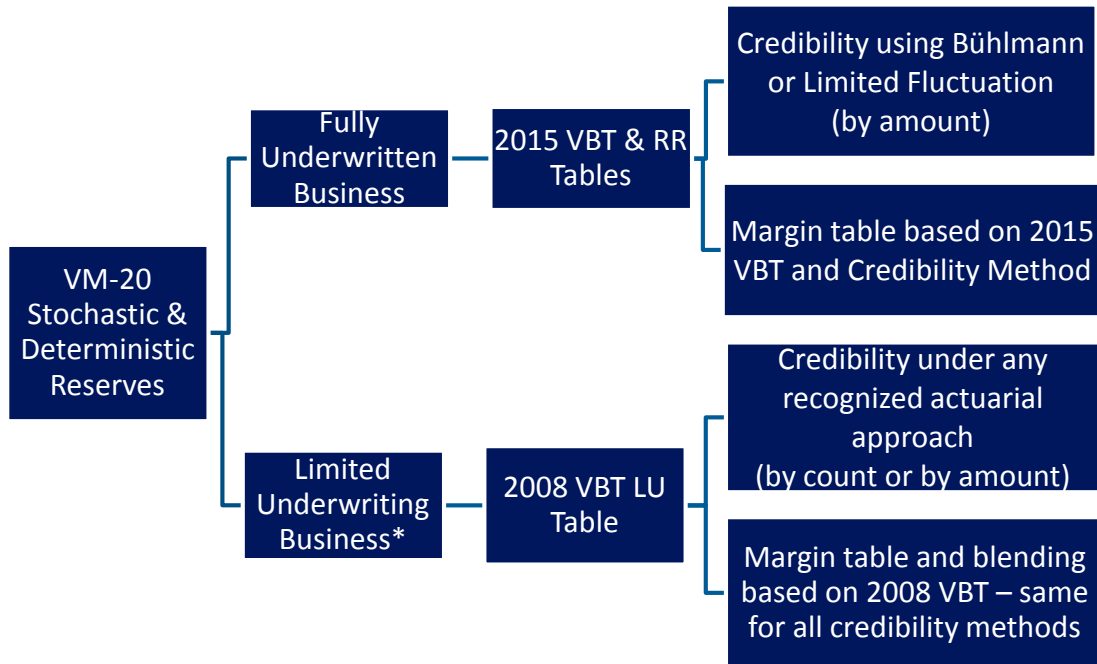 VM-20
Stochastic &
Deterministic
Reserves
Fully
Underwritten
Business
2015 VBT & RR
Tables
Credibility using Bühlmann
or Limited Fluctuation
(by amount)
Margin table based on 2015
VBT and Credibility Method
Limited
Underwriting
Business*
2008 VBT LU
Table
Credibility under any
recognized actuarial
approach
(by count or by amount)
Margin table and blending
based on 2008 VBT – same
for all credibility methods